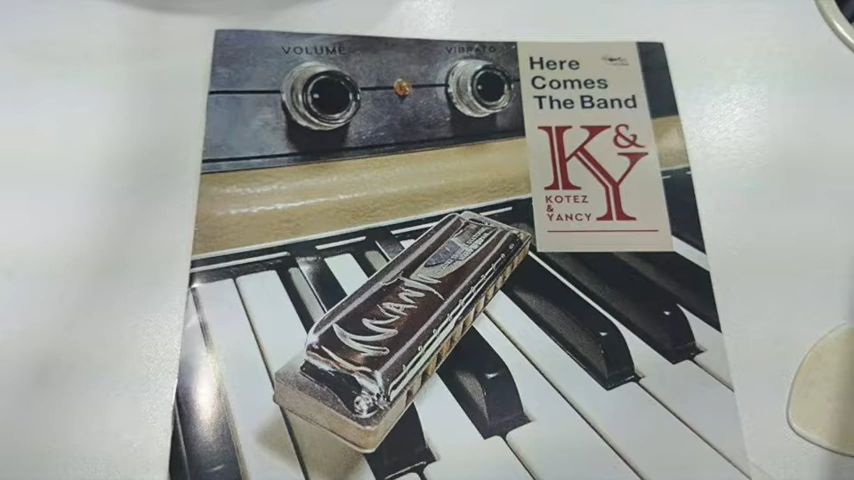 VOLUME
VIBRATO
Here
Comes
The Band
K&Y
KOTEZ
&
YANCY